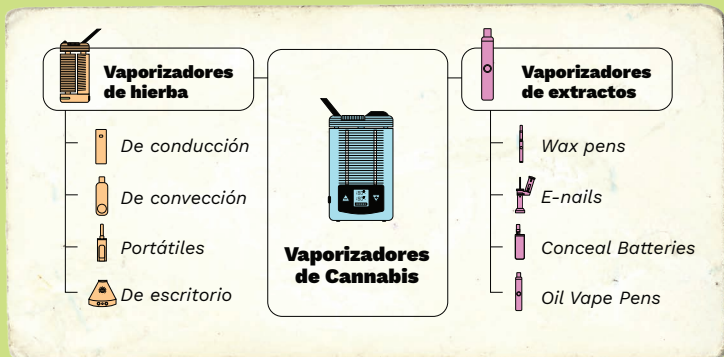 Vaporizadores
de hierba
De conducción
De convección
Portátiles
De escritorio
Vaporizadores
de Cannabis
Vaporizadores
de extractos
Wax pens
E-nails
Conceal Batteries
Oil Vape Pens